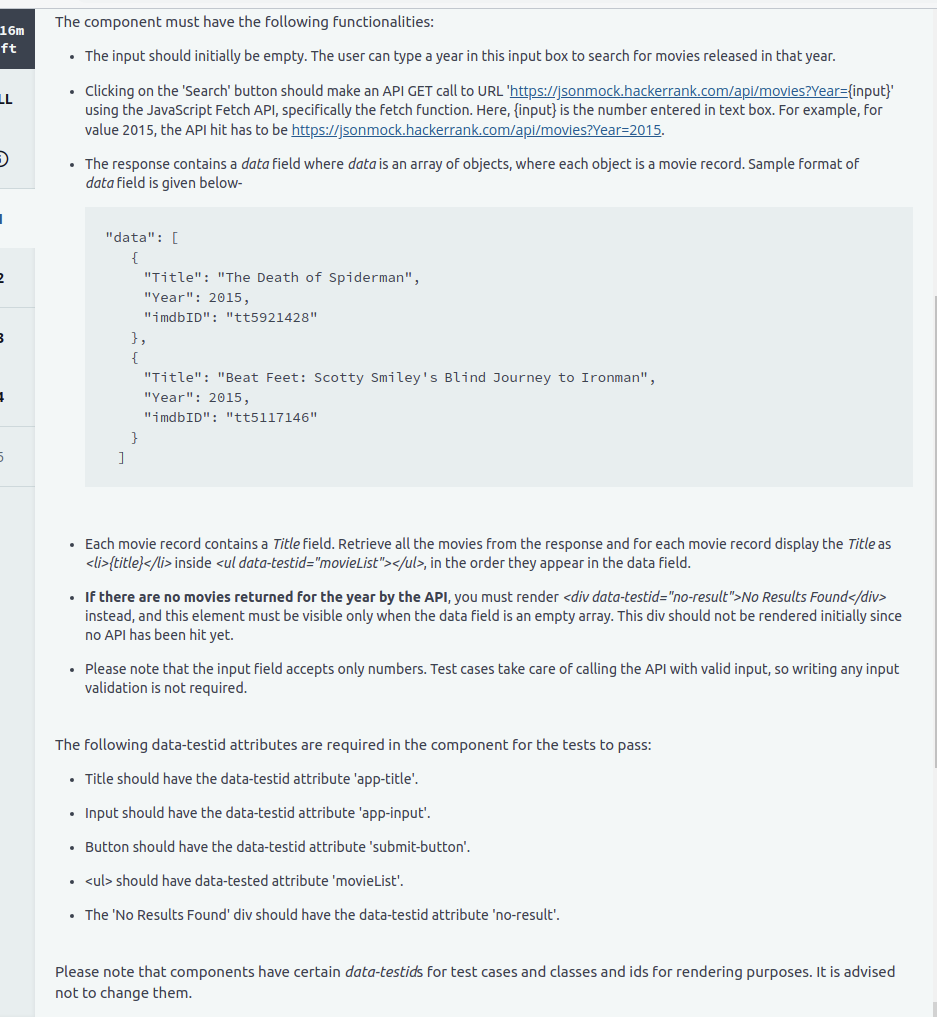 16m
ft
LL
The component must have the following functionalities:
• The input should initially be empty. The user can type a year in this input box to search for movies released in that year.
• Clicking on the 'Search' button should make an API GET call to URL 'https://jsonmock.hackerrank.com/api/movies?Year={input}'
using the JavaScript Fetch API, specifically the fetch function. Here, {input} is the number entered in text box. For example, for
value 2015, the API hit has to be https://jsonmock.hackerrank.com/api/movies?Year=2015.
• The response contains a data field where data is an array of objects, where each object is a movie record. Sample format of
data field is given below-
"data": [
{
"Title": "The Death of Spiderman",
"Year": 2015,
"imdbID": "tt5921428"
},
{
"Title": "Beat Feet: Scotty Smiley's Blind Journey to Ironman",
"Year": 2015,
"imdbID": "tt5117146"
}
]
2
3
4
5
• Each movie record contains a Title field. Retrieve all the movies from the response and for each movie record display the Title as
<li>{title}</li> inside <ul data-testid="movieList"></ul>, in the order they appear in the data field.
• If there are no movies returned for the year by the API, you must render <div data-testid="no-result">No Results Found</div>
instead, and this element must be visible only when the data field is an empty array. This div should not be rendered initially since
no API has been hit yet.
• Please note that the input field accepts only numbers. Test cases take care of calling the API with valid input, so writing any input
validation is not required.
The following data-testid attributes are required in the component for the tests to pass:
• Title should have the data-testid attribute 'app-title'.
• Input should have the data-testid attribute 'app-input'.
• Button should have the data-testid attribute 'submit-button'.
• <ul> should have data-tested attribute 'movieList'.
• The 'No Results Found' div should have the data-testid attribute 'no-result'.
Please note that components have certain data-testids for test cases and classes and ids for rendering purposes. It is advised
not to change them.